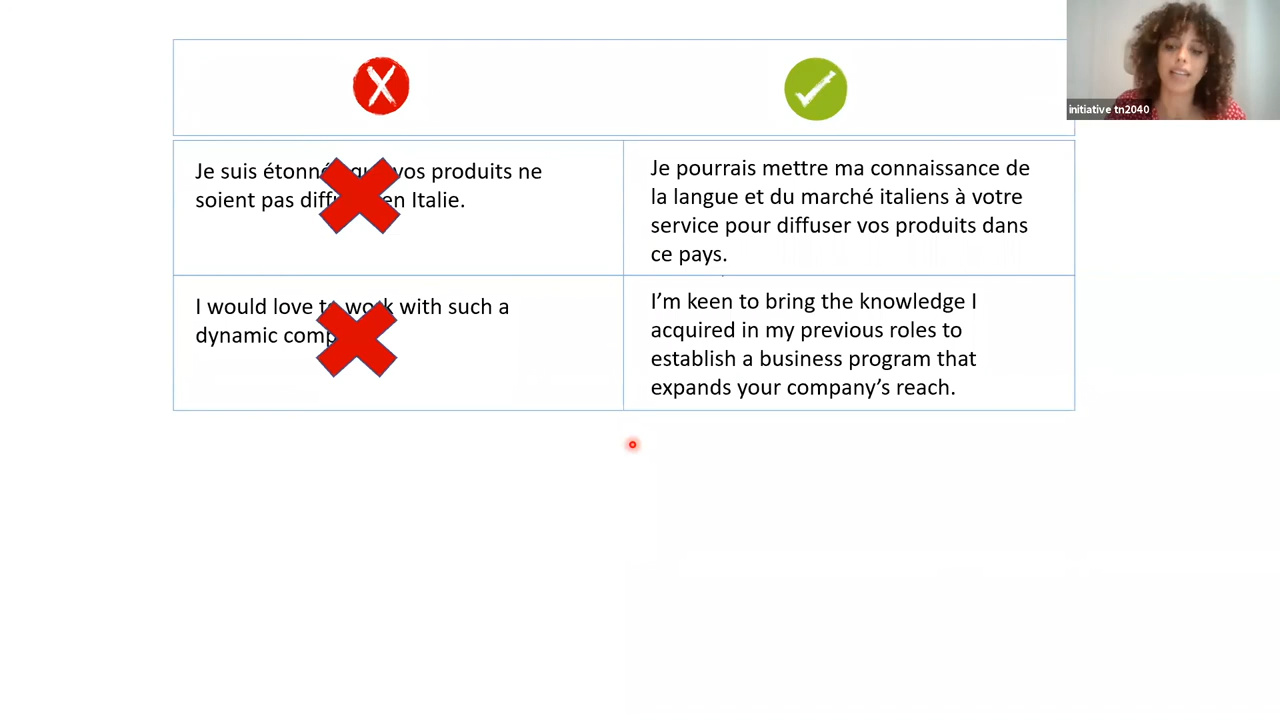 initiative tn2040
Je suis vos produits ne
soient pas en Italie.
Je pourrais mettre ma connaissance de
la langue et du marché italiens à votre
service pour diffuser vos produits dans
ce pays.
I would love to work with such a
dynamic
I'm keen to bring the knowledge I
acquired in my previous roles to
establish a business program that
expands your company's reach.